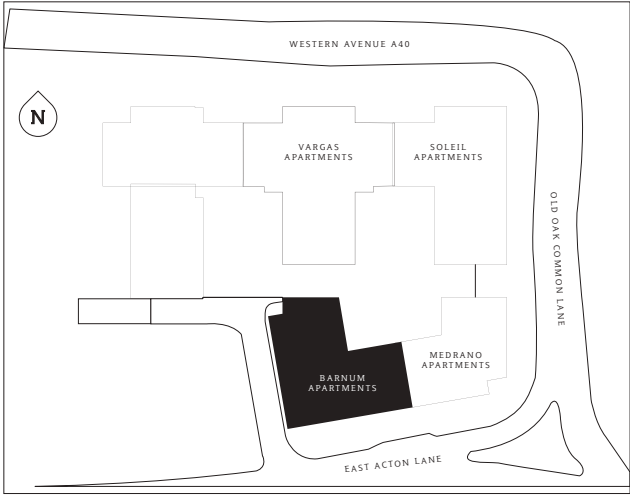 WESTERN AVENUE A40
N
VARGAS
APARTMENTS
SOLEIL
APARTMENTS
OLD OAK COMMON LANE
MEDRANO
APARTMENTS
BARNUM
APARTMENTS
EAST ACTON LANE